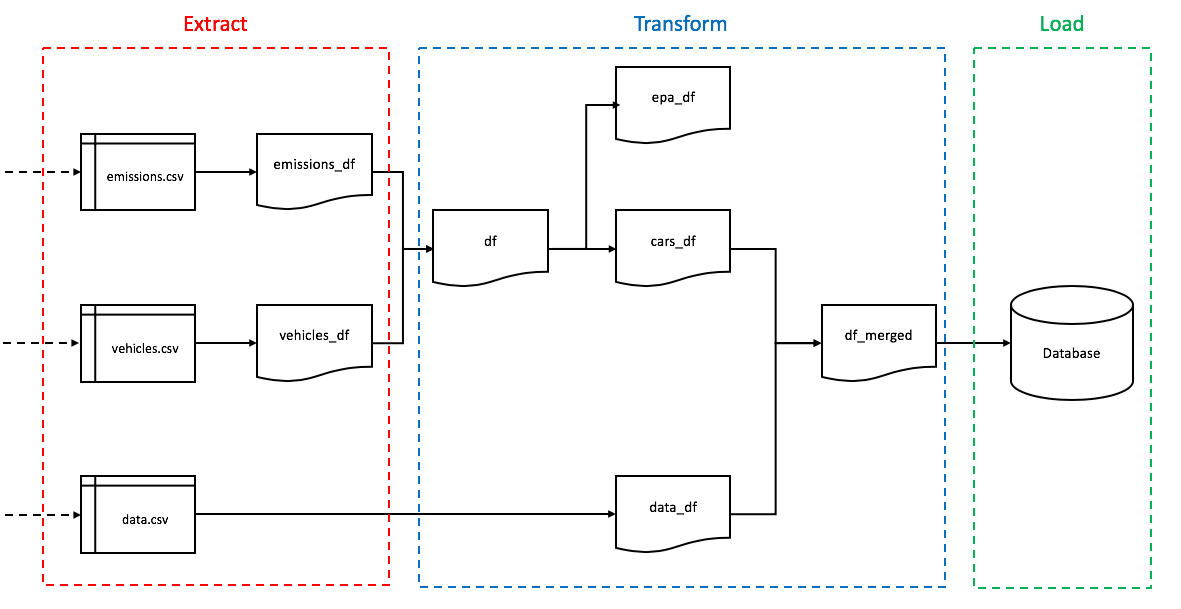 Extract
Transform
Load
epa_df
emissions.csv
emissions_df
df
cars_df
vehicles.csv
vehicles_df
df_merged
Database
data.csv
data_df